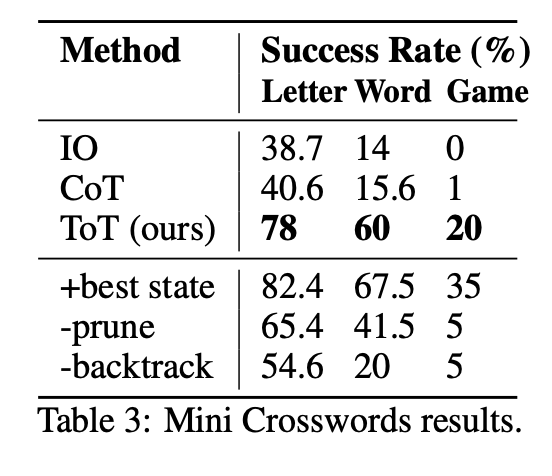 Method Success Rate (%)
Letter Word Game
IO 38.7 14 0
CoT 40.6 15.6 1
ToT (ours) 78 60 20
+best state 82.4 67.5 35
-prune 65.4 41.5 5
-backtrack 54.6 20 5
Table 3: Mini Crosswords results.